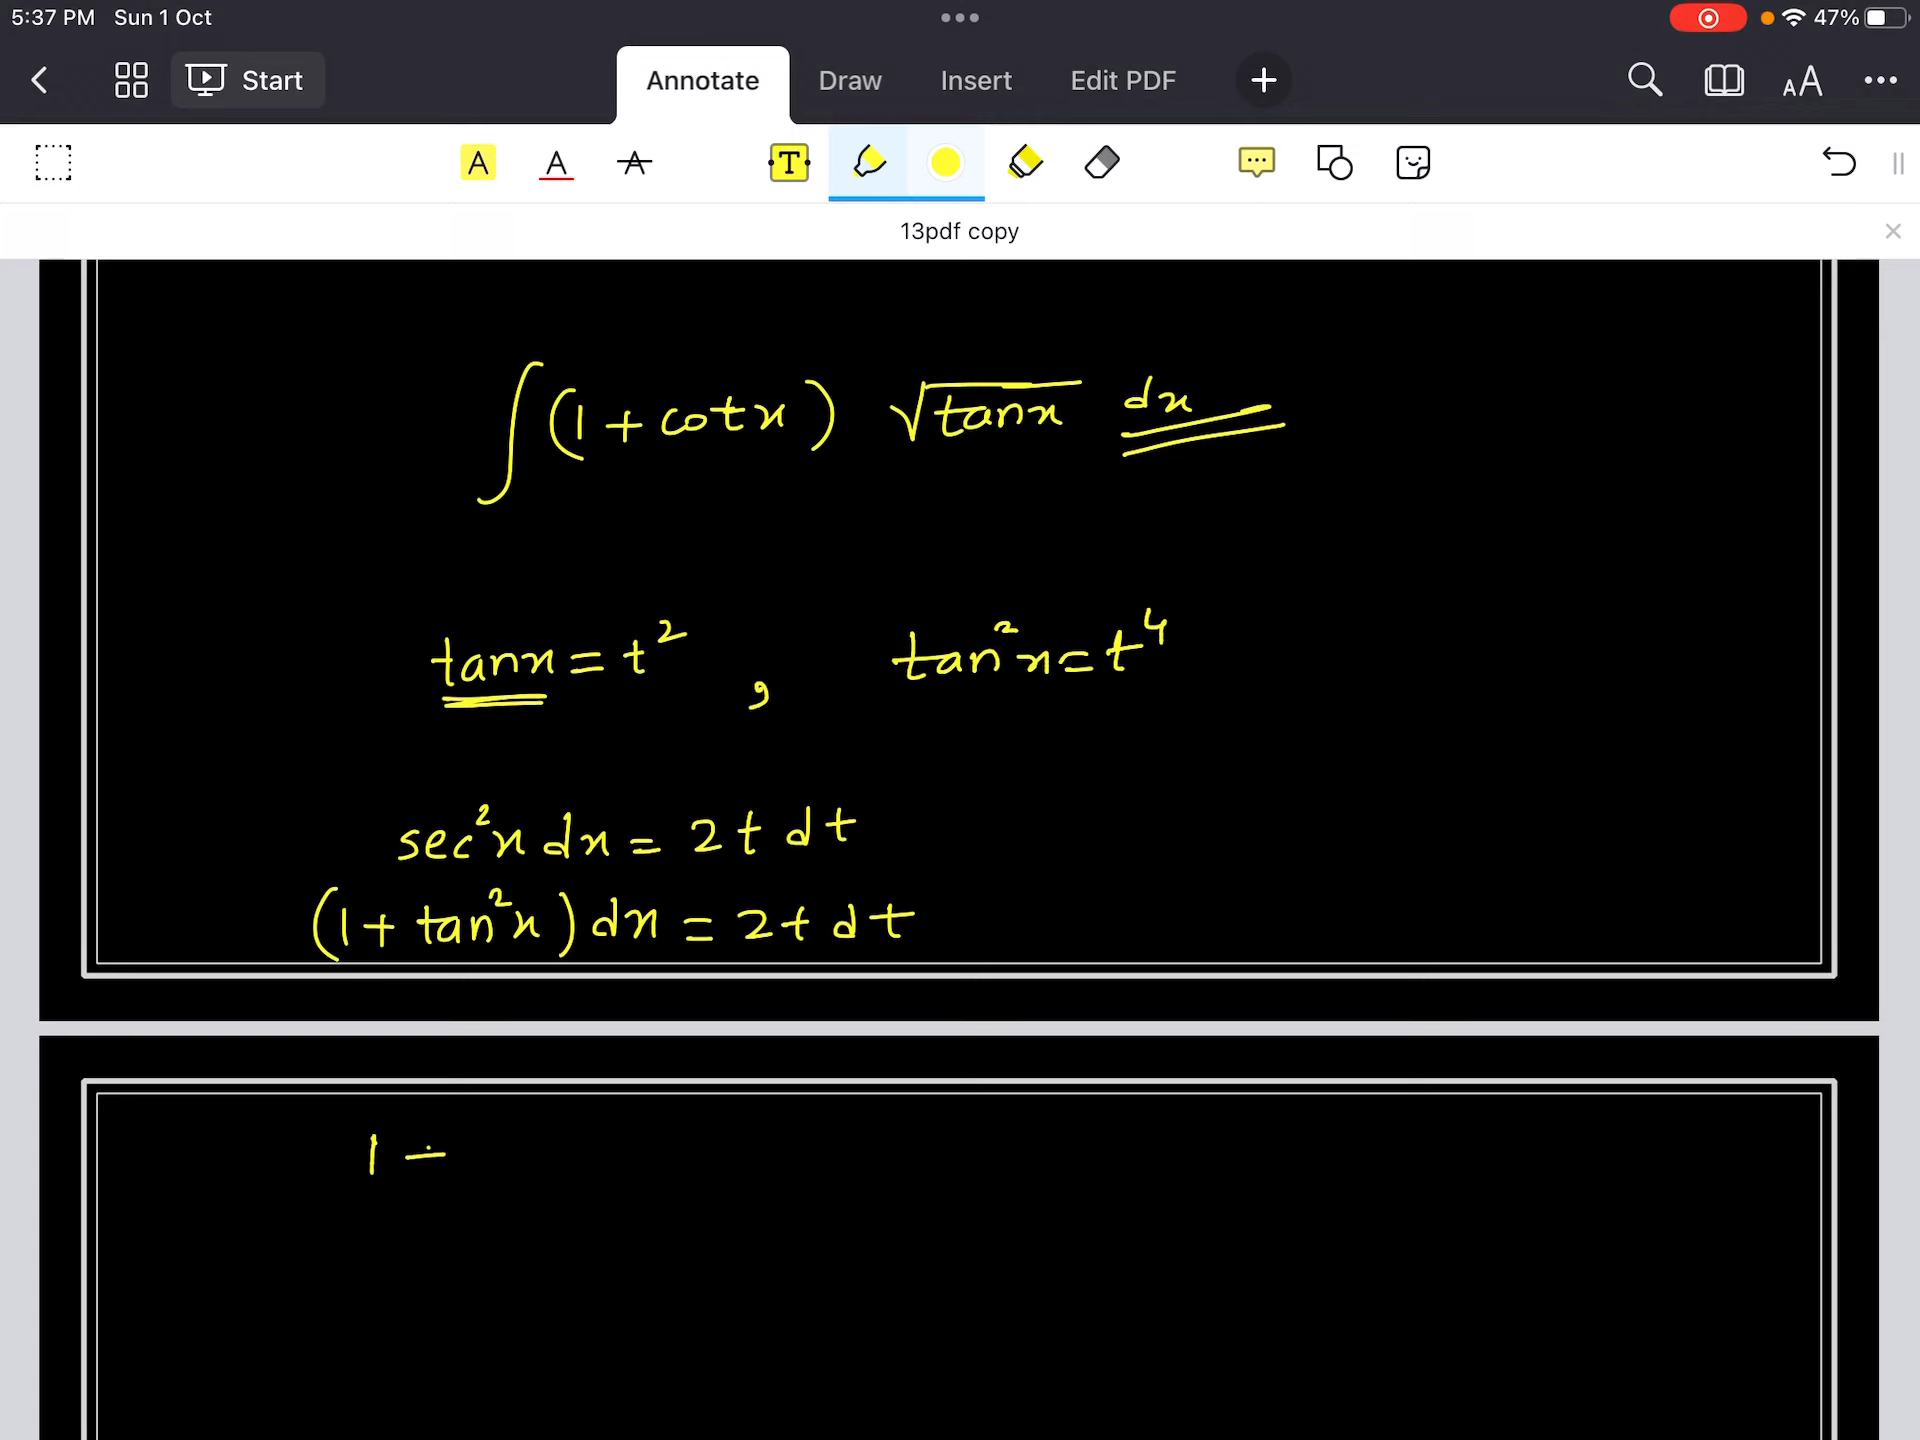 5:37 PM Sun 1 Oct 47%
Start Annotate Draw Insert Edit PDF
13pdf copy
∫(1+cotx) √tanx dx
tanx = t² , tan²x = t⁴
sec²x dx = 2t dt
(1+tan²x) dx = 2t dt
1 –